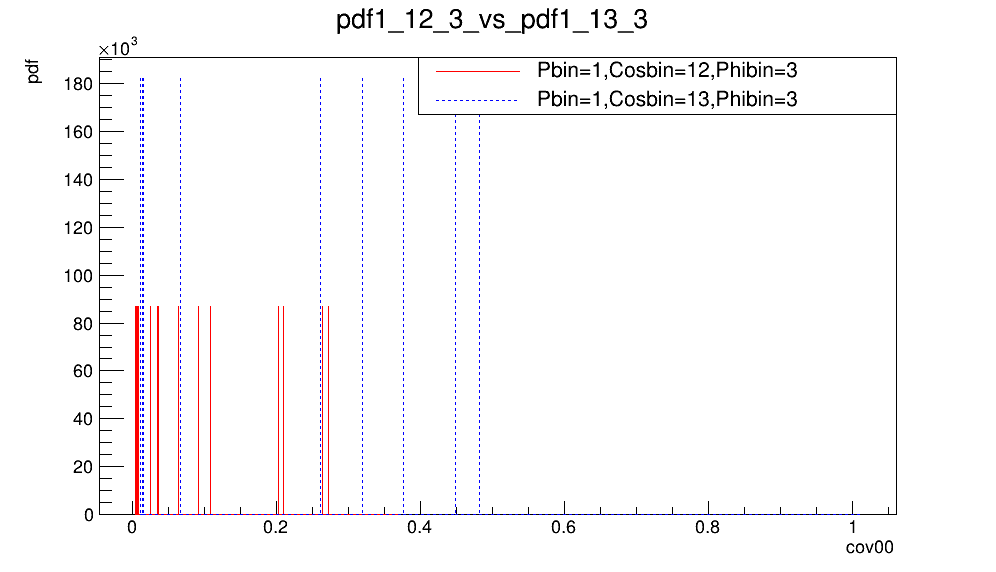 pdf1_12_3_vs_pdf1_13_3
×10³
pdf
Pbin=1,Cosbin=12,Phibin=3
Pbin=1,Cosbin=13,Phibin=3
180
160
140
120
100
80
60
40
20
0
0 0.2 0.4 0.6 0.8 1
cov00